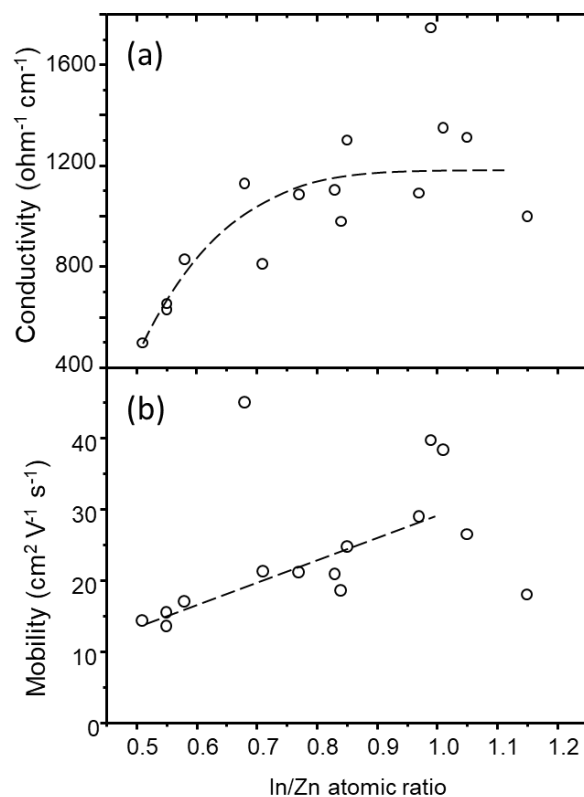 (a)
Conductivity (ohm⁻¹ cm⁻¹)
1600
1200
800
400
(b)
Mobility (cm² V⁻¹ s⁻¹)
40
30
20
10
0
0.5 0.6 0.7 0.8 0.9 1.0 1.1 1.2
In/Zn atomic ratio